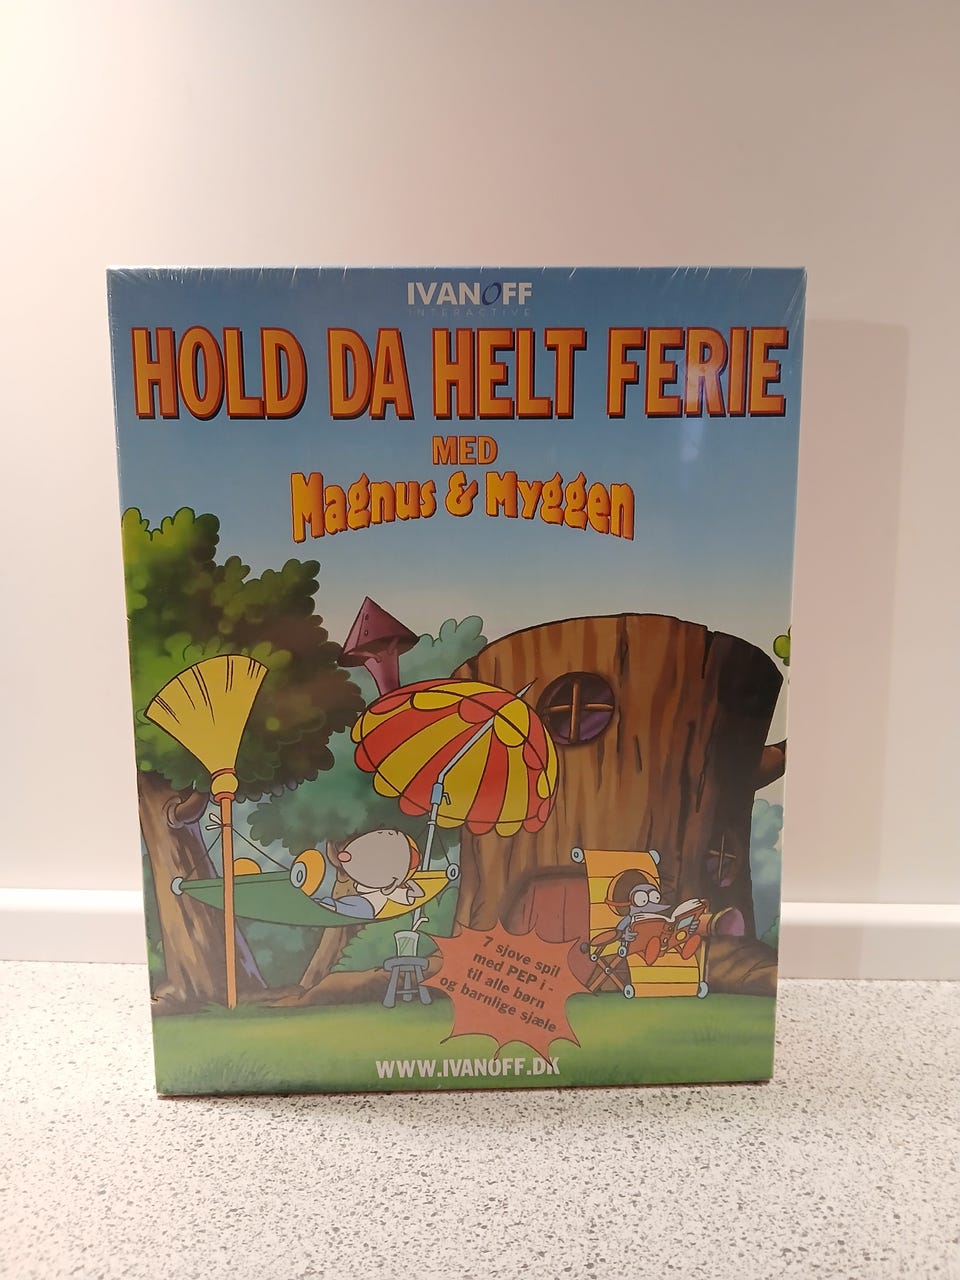 IVANOFF
INTERACTIVE
HOLD DA HELT FERIE
MED
Magnus & Myggen
7 sjove spil
med PEP i -
til alle børn
og barnlige sjæle
WWW.IVANOFF.DK